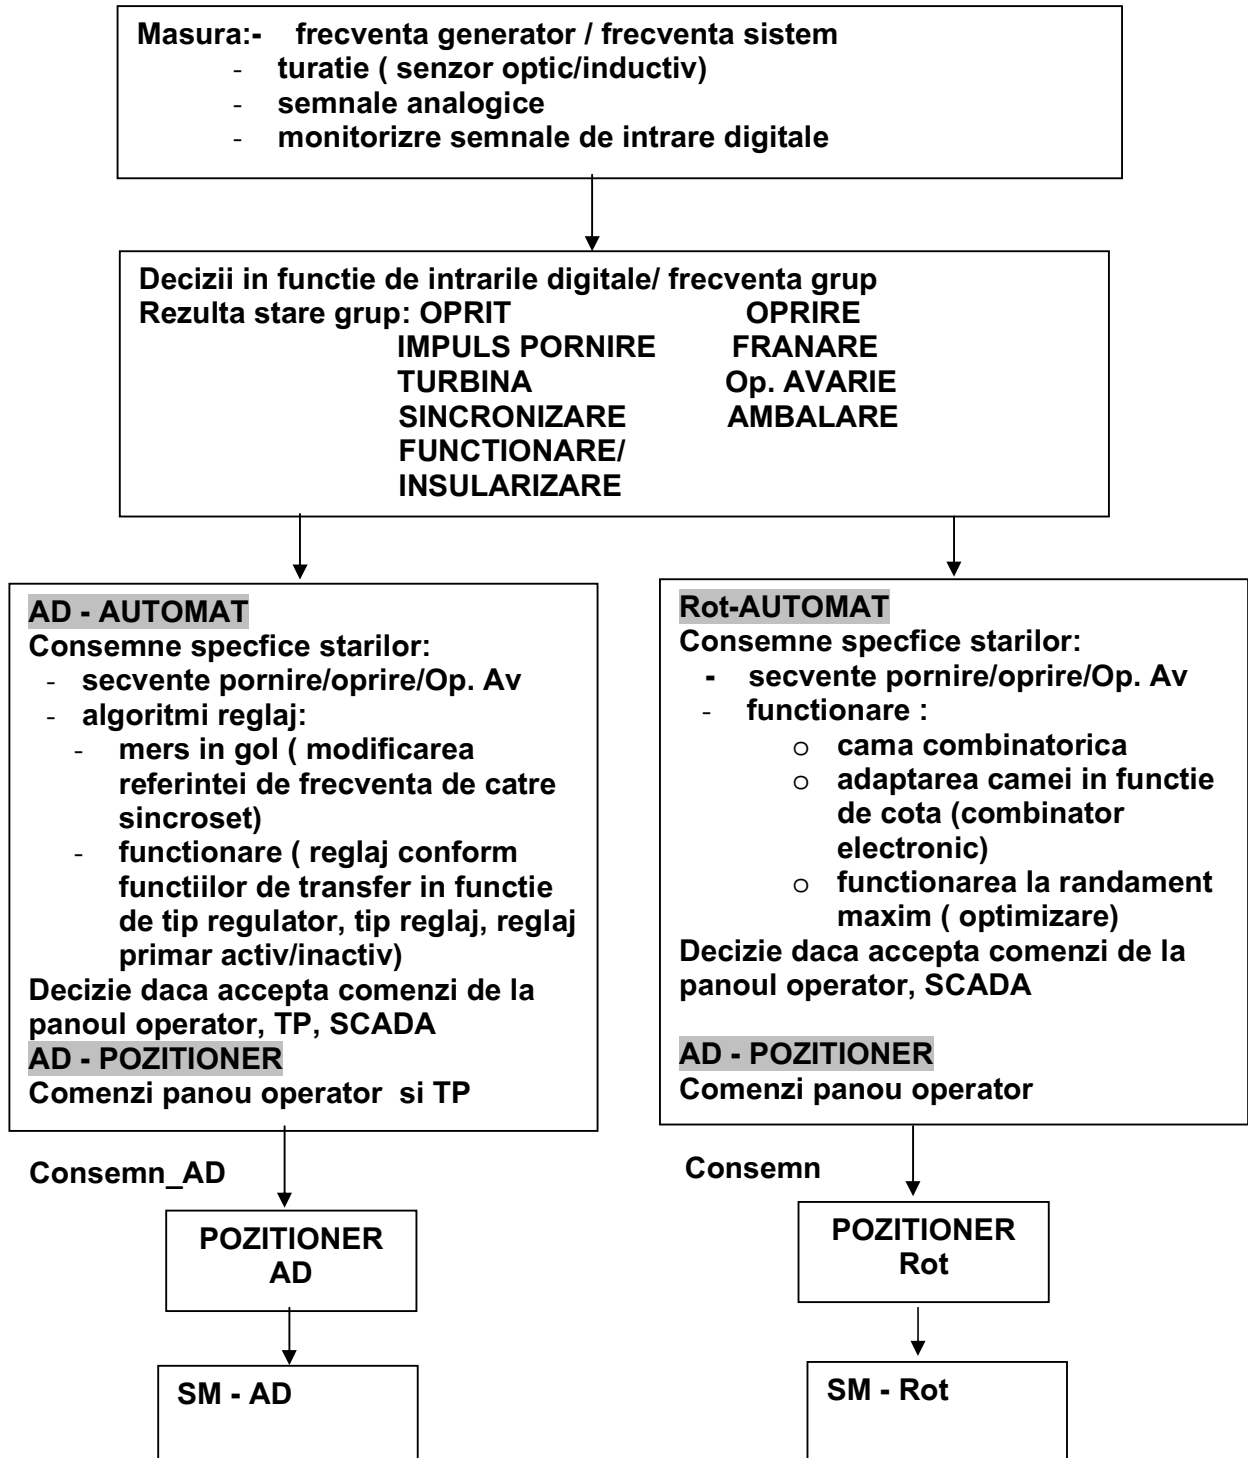 Masura:- frecventa generator / frecventa sistem
- turatie ( senzor optic/inductiv)
- semnale analogice
- monitorizre semnale de intrare digitale
Decizii in functie de intrarile digitale/ frecventa grup
Rezulta stare grup: OPRIT OPRIRE
IMPULS PORNIRE FRANARE
TURBINA Op. AVARIE
SINCRONIZARE AMBALARE
FUNCTIONARE/
INSULARIZARE
AD - AUTOMAT
Consemne specfice starilor:
- secvente pornire/oprire/Op. Av
- algoritmi reglaj:
- mers in gol ( modificarea
referintei de frecventa de catre
sincroset)
- functionare ( reglaj conform
functiilor de transfer in functie
de tip regulator, tip reglaj, reglaj
primar activ/inactiv)
Decizie daca accepta comenzi de la
panoul operator, TP, SCADA
AD - POZITIONER
Comenzi panou operator si TP
Rot-AUTOMAT
Consemne specfice starilor:
- secvente pornire/oprire/Op. Av
- functionare :
o cama combinatorica
o adaptarea camei in functie
de cota (combinator
electronic)
o functionarea la randament
maxim ( optimizare)
Decizie daca accepta comenzi de la
panoul operator, SCADA
AD - POZITIONER
Comenzi panou operator
Consemn_AD
Consemn
POZITIONER
AD
POZITIONER
Rot
SM - AD
SM - Rot